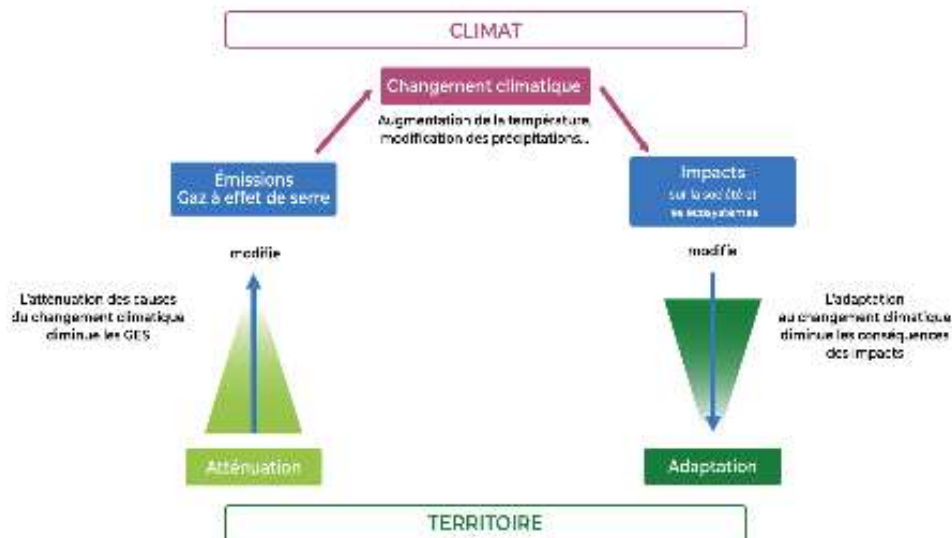 CLIMAT
Changement climatique
Augmentation de la température,
modification des précipitations...
Émissions
Gaz à effet de serre
Impacts
sur la société et
les écosystèmes
modifie
modifie
L'atténuation des causes
du changement climatique
diminue les GES
L'adaptation
au changement climatique
diminue les conséquences
des impacts
Atténuation
Adaptation
TERRITOIRE